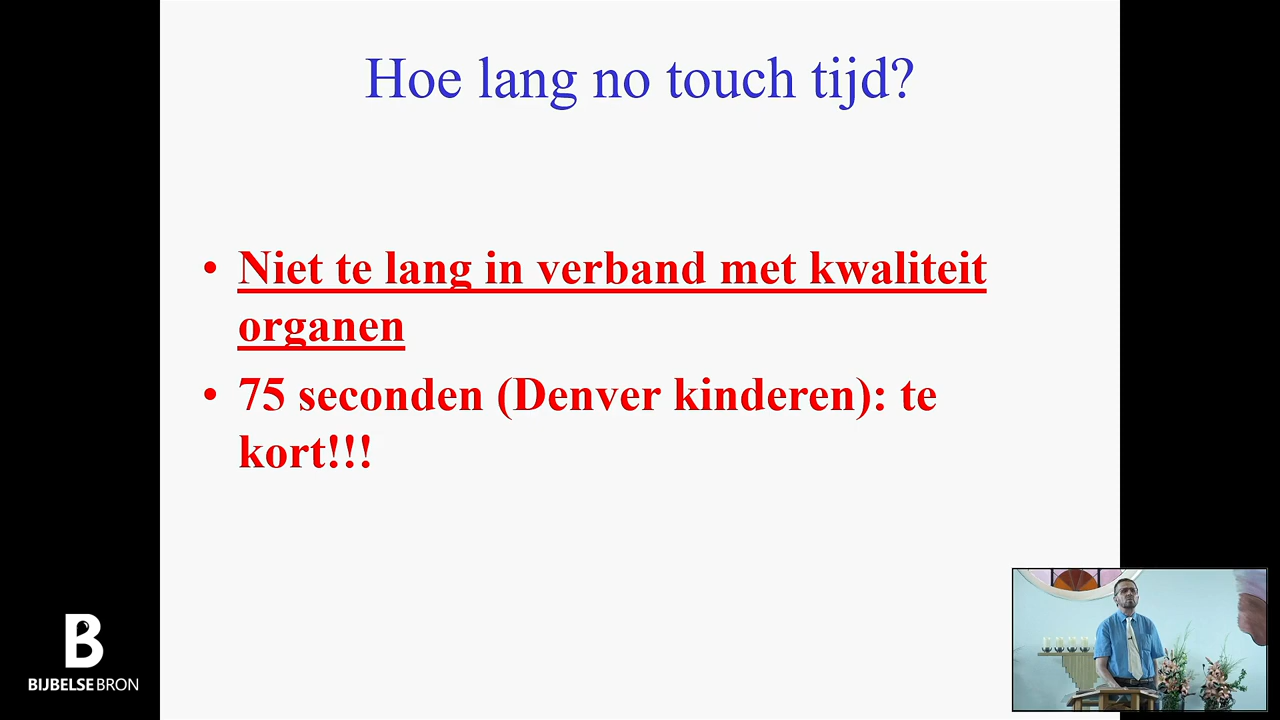 Hoe lang no touch tijd?
• Niet te lang in verband met kwaliteit
organen
• 75 seconden (Denver kinderen): te
kort!!!
B
BIJBELSE BRON